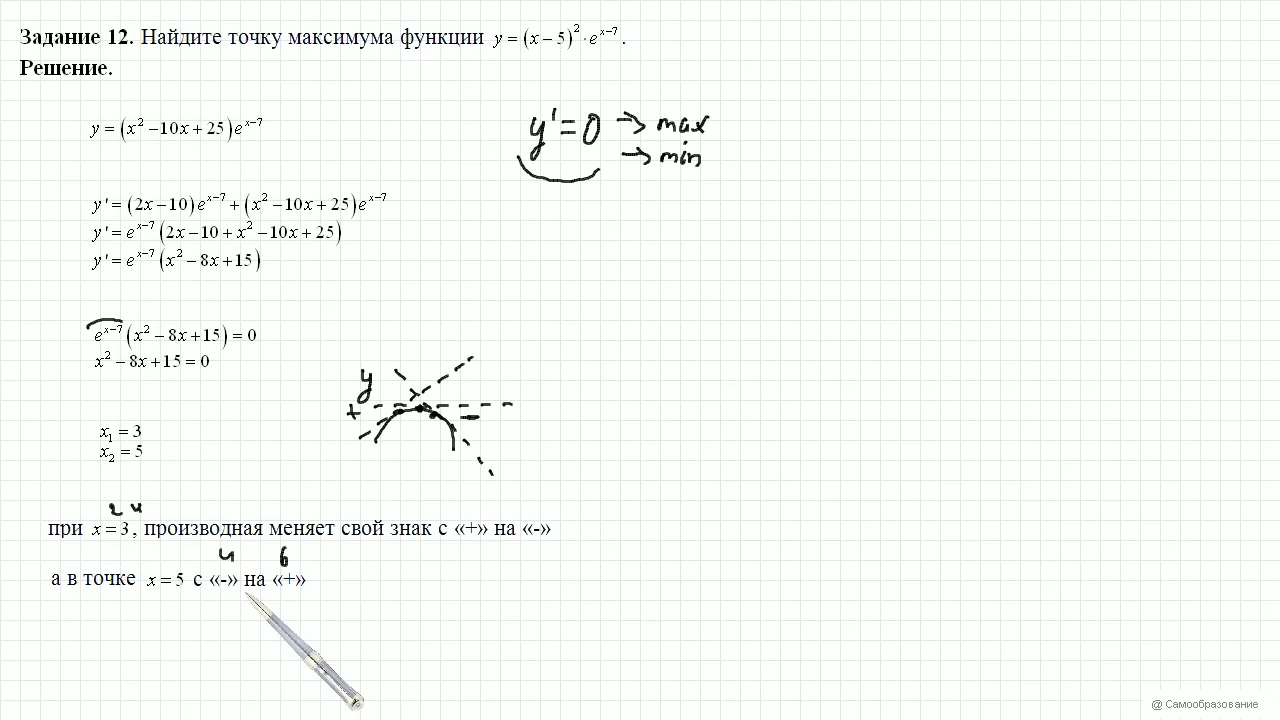 Задание 12. Найдите точку максимума функции y = (x − 5)² · e^(x−7).
Решение.
y = (x² − 10x + 25)e^(x−7)
y' = 0 → max
→ min
y' = (2x − 10)e^(x−7) + (x² − 10x + 25)e^(x−7)
y' = e^(x−7)(2x − 10 + x² − 10x + 25)
y' = e^(x−7)(x² − 8x + 15)
e^(x−7)(x² − 8x + 15) = 0
x² − 8x + 15 = 0
y
+ −
x₁ = 3
x₂ = 5
2 4
при x = 3, производная меняет свой знак с «+» на «-»
4 6
а в точке x = 5 с «-» на «+»
@ Самообразование